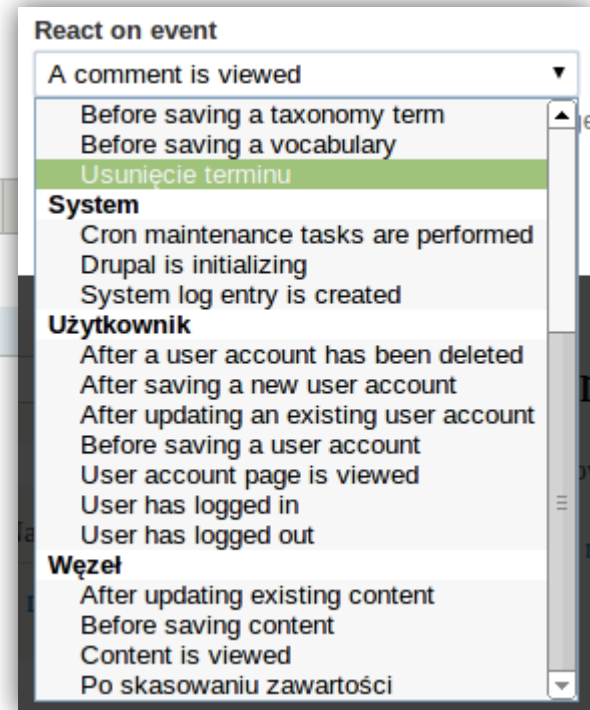 React on event
A comment is viewed
Before saving a taxonomy term
Before saving a vocabulary
Usunięcie terminu
System
Cron maintenance tasks are performed
Drupal is initializing
System log entry is created
Użytkownik
After a user account has been deleted
After saving a new user account
After updating an existing user account
Before saving a user account
User account page is viewed
User has logged in
User has logged out
Węzeł
After updating existing content
Before saving content
Content is viewed
Po skasowaniu zawartości